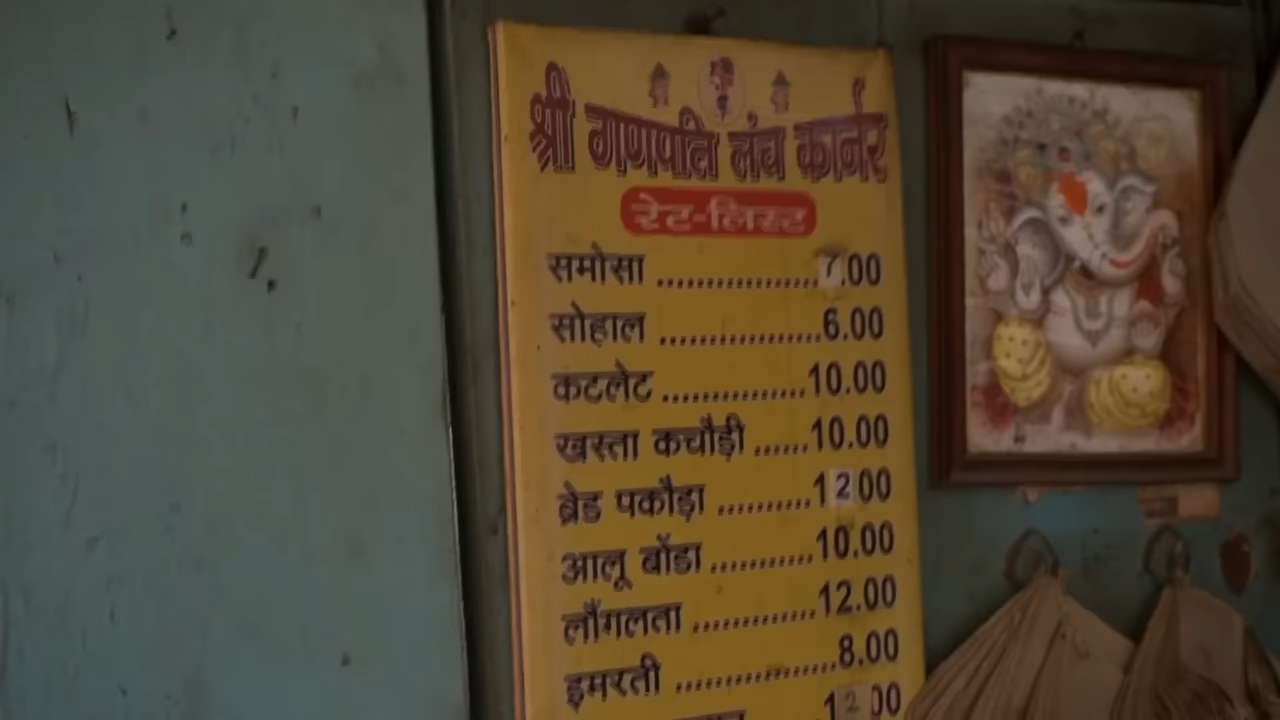 श्री गणपति लंच कार्नर
रेट-लिस्ट
समोसा ................7.00
सोहाल ................6.00
कटलेट ..............10.00
खस्ता कचौड़ी ......10.00
ब्रेड पकौड़ा ..........12.00
आलू बोंडा ...........10.00
लौंगलता .............12.00
इमरती .................8.00
12.00